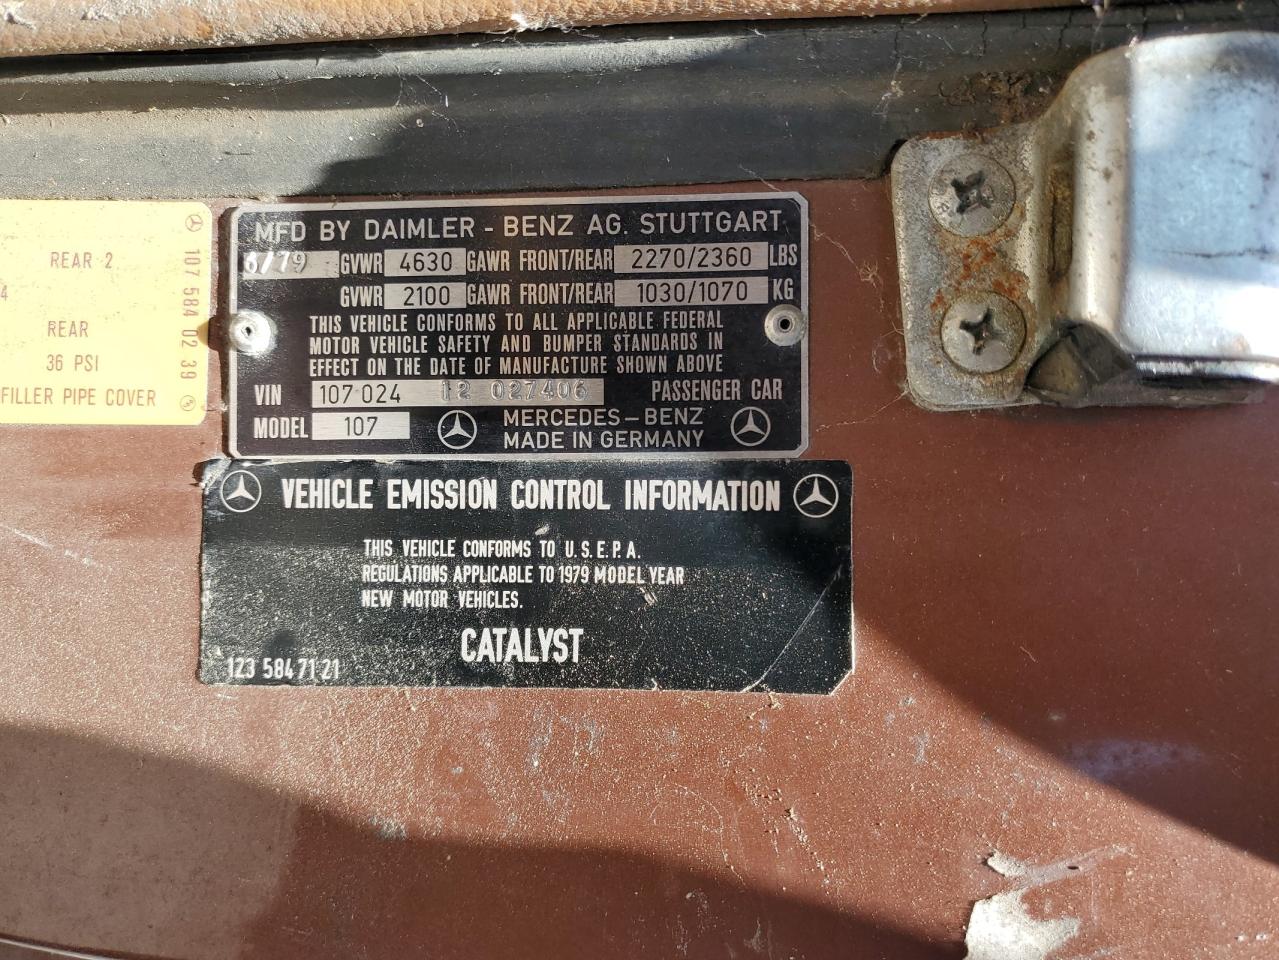 REAR 2
4
REAR
36 PSI
FILLER PIPE COVER
107 584 02 39
MFD BY DAIMLER - BENZ AG. STUTTGART
6/79 GVWR 4630 GAWR FRONT/REAR 2270/2360 LBS
GVWR 2100 GAWR FRONT/REAR 1030/1070 KG
THIS VEHICLE CONFORMS TO ALL APPLICABLE FEDERAL
MOTOR VEHICLE SAFETY AND BUMPER STANDARDS IN
EFFECT ON THE DATE OF MANUFACTURE SHOWN ABOVE
VIN 107 024 12 027406 PASSENGER CAR
MODEL 107 MERCEDES-BENZ
MADE IN GERMANY
VEHICLE EMISSION CONTROL INFORMATION
THIS VEHICLE CONFORMS TO U.S.E.P.A.
REGULATIONS APPLICABLE TO 1979 MODEL YEAR
NEW MOTOR VEHICLES.
CATALYST
123 584 71 21